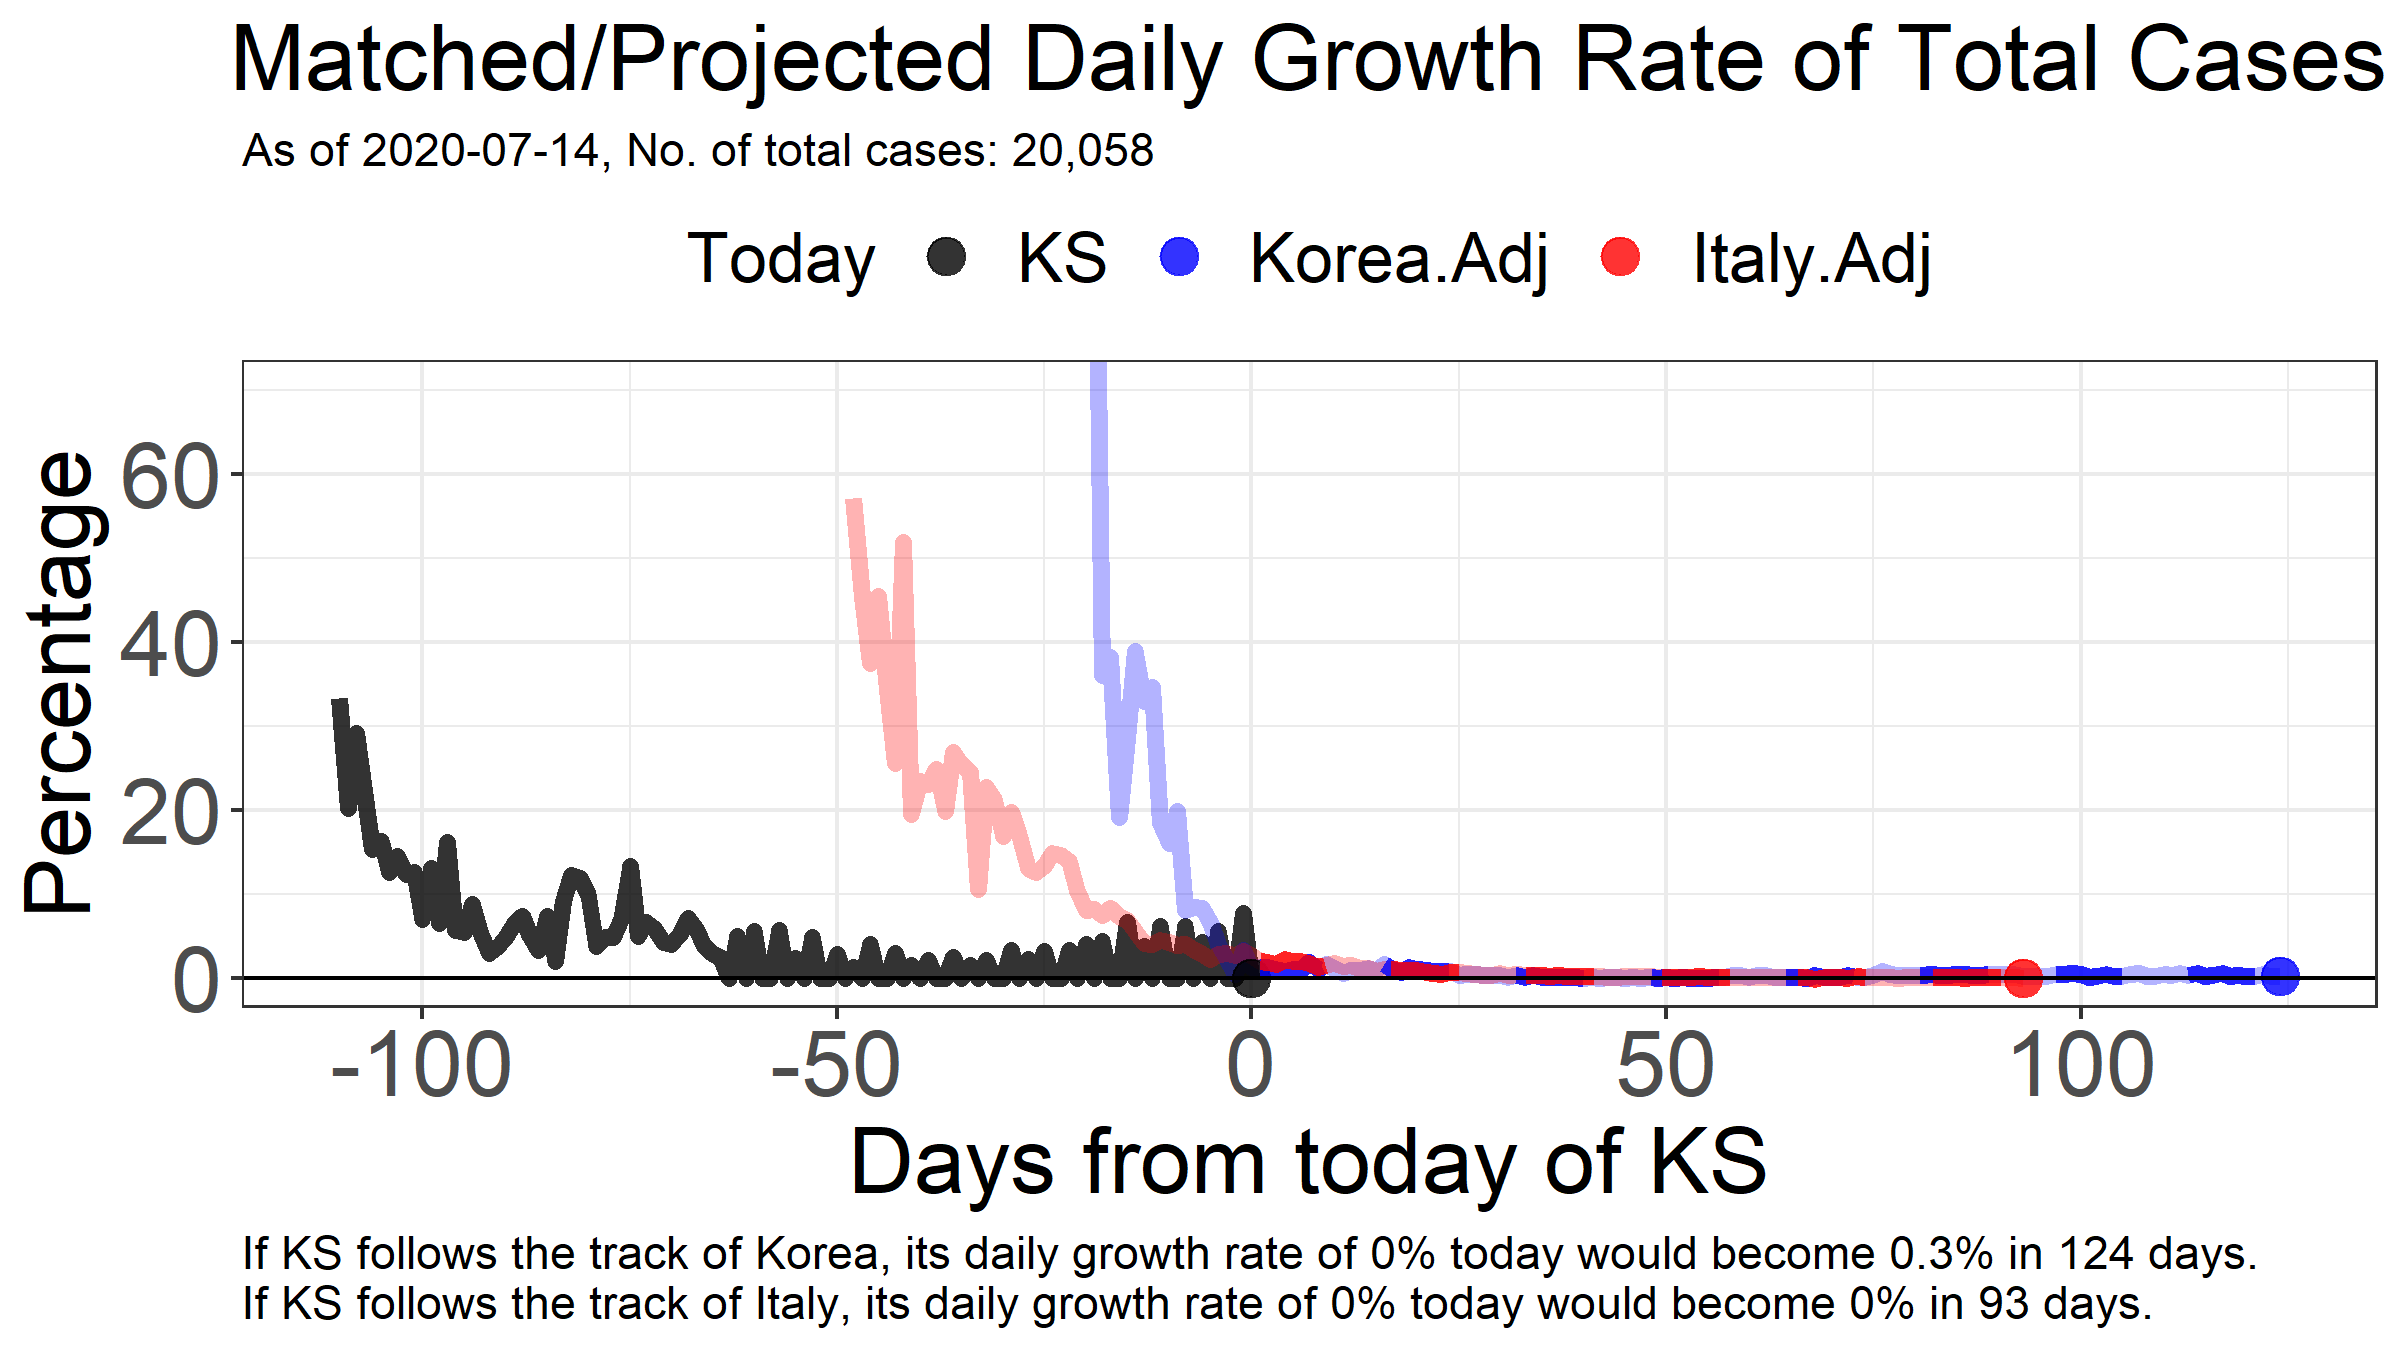 Matched/Projected Daily Growth Rate of Total Cases
As of 2020-07-14, No. of total cases: 20,058
Today KS Korea.Adj Italy.Adj
Percentage
60
40
20
0
-100 -50 0 50 100
Days from today of KS
If KS follows the track of Korea, its daily growth rate of 0% today would become 0.3% in 124 days.
If KS follows the track of Italy, its daily growth rate of 0% today would become 0% in 93 days.